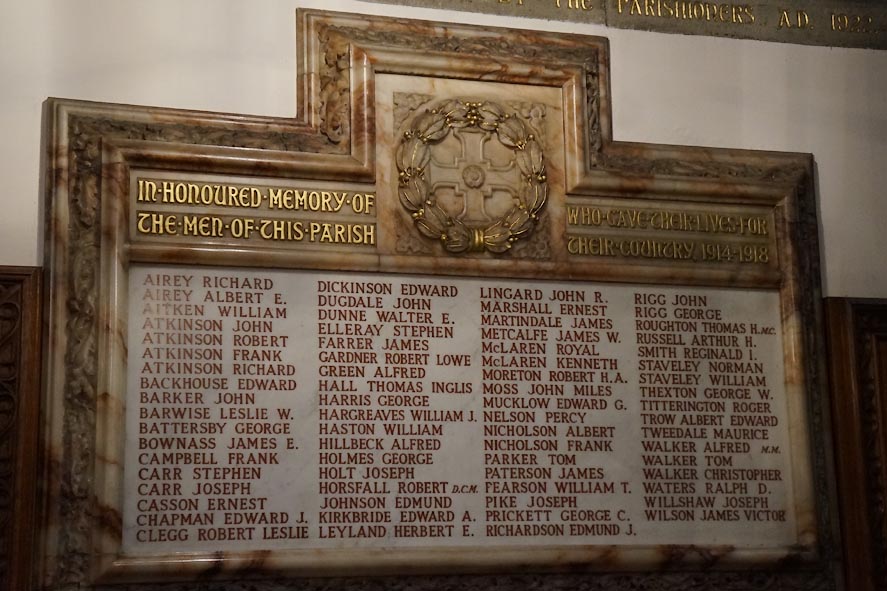 THE PARISHIONERS. A.D. 1922
IN·HONOURED·MEMORY·OF
THE·MEN·OF·THIS·PARISH
WHO·GAVE·THEIR·LIVES·FOR
THEIR·COUNTRY. 1914-1918
AIREY RICHARD
AIREY ALBERT E.
AITKEN WILLIAM
ATKINSON JOHN
ATKINSON ROBERT
ATKINSON FRANK
ATKINSON RICHARD
BACKHOUSE EDWARD
BARKER JOHN
BARWISE LESLIE W.
BATTERSBY GEORGE
BOWNASS JAMES E.
CAMPBELL FRANK
CARR STEPHEN
CARR JOSEPH
CASSON ERNEST
CHAPMAN EDWARD J.
CLEGG ROBERT LESLIE
DICKINSON EDWARD
DUGDALE JOHN
DUNNE WALTER E.
ELLERAY STEPHEN
FARRER JAMES
GARDNER ROBERT LOWE
GREEN ALFRED
HALL THOMAS INGLIS
HARRIS GEORGE
HARGREAVES WILLIAM J.
HASTON WILLIAM
HILLBECK ALFRED
HOLMES GEORGE
HOLT JOSEPH
HORSFALL ROBERT D.C.M.
JOHNSON EDMUND
KIRKBRIDE EDWARD A.
LEYLAND HERBERT E.
LINGARD JOHN R.
MARSHALL ERNEST
MARTINDALE JAMES
METCALFE JAMES W.
McLAREN ROYAL
McLAREN KENNETH
MORETON ROBERT H.A.
MOSS JOHN MILES
MUCKLOW EDWARD G.
NELSON PERCY
NICHOLSON ALBERT
NICHOLSON FRANK
PARKER TOM
PATERSON JAMES
PEARSON WILLIAM T.
PIKE JOSEPH
PRICKETT GEORGE C.
RICHARDSON EDMUND J.
RIGG JOHN
RIGG GEORGE
ROUGHTON THOMAS H. M.C.
RUSSELL ARTHUR H.
SMITH REGINALD I.
STAVELEY NORMAN
STAVELEY WILLIAM
THEXTON GEORGE W.
TITTERINGTON ROGER
TROW ALBERT EDWARD
TWEEDALE MAURICE
WALKER ALFRED M.M.
WALKER TOM
WALKER CHRISTOPHER
WATERS RALPH D.
WILLSHAW JOSEPH
WILSON JAMES VICTOR